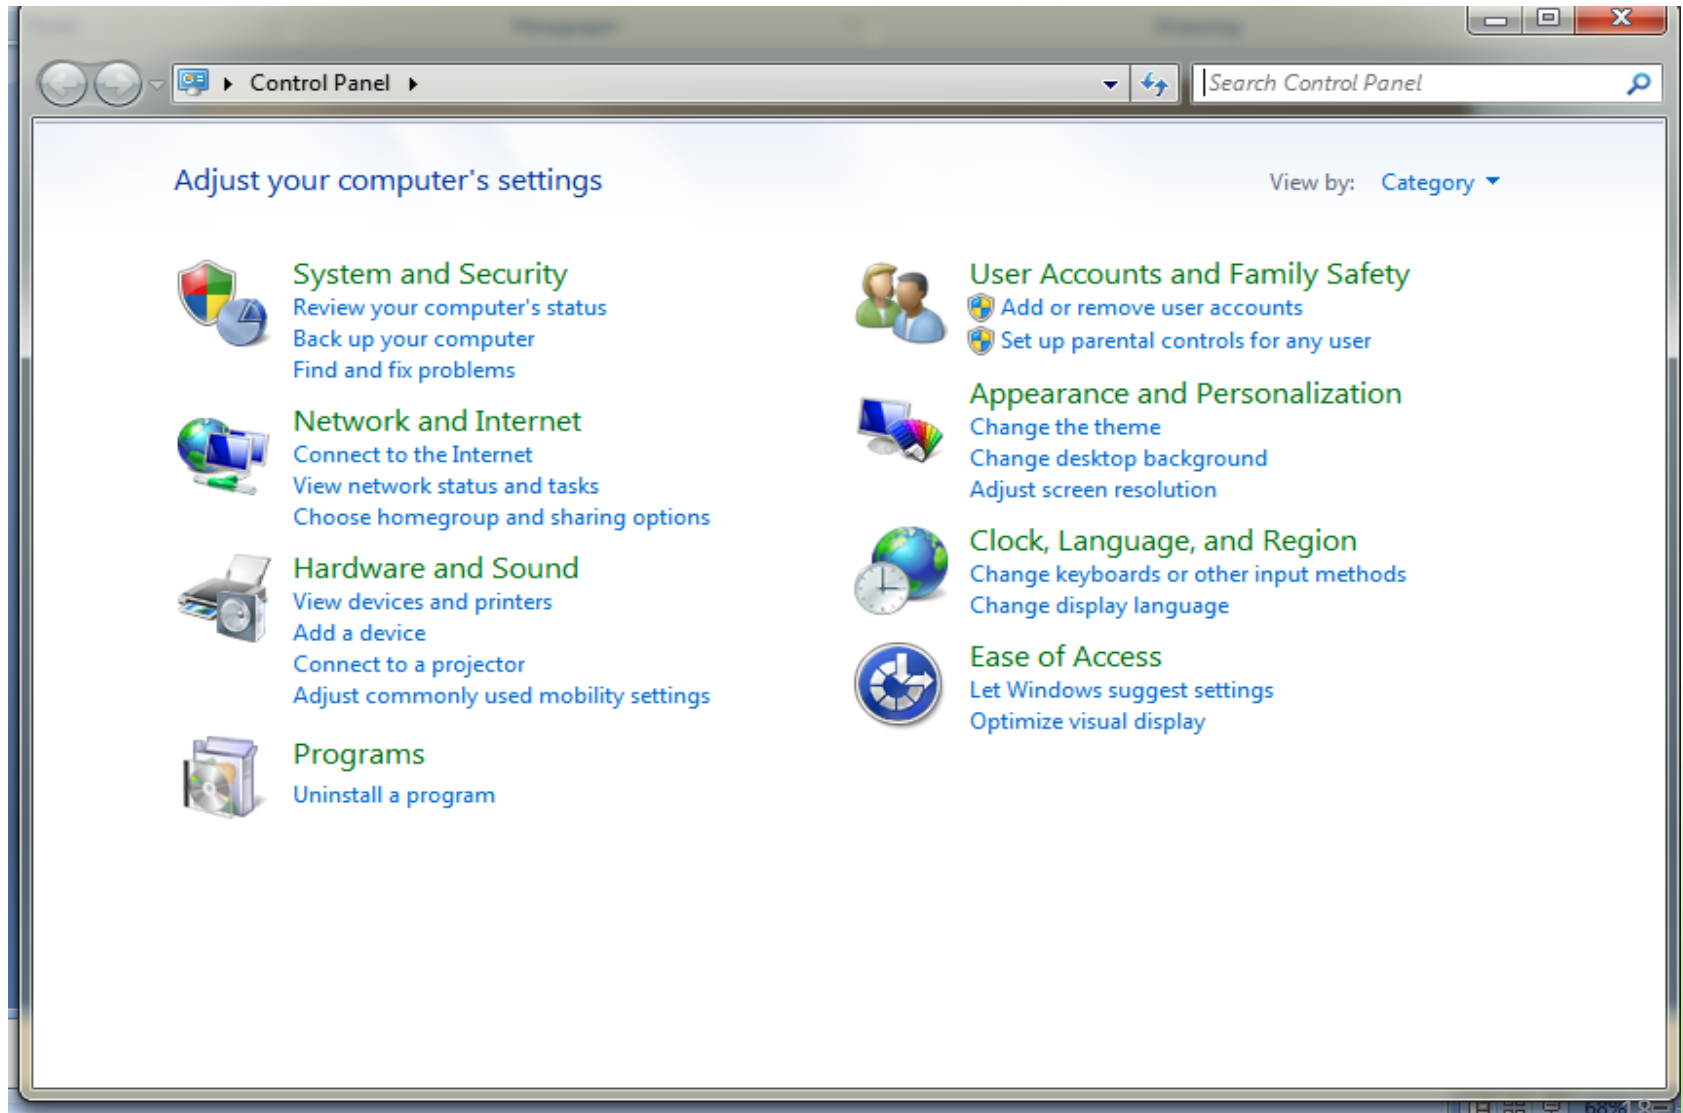 Paragraph
Drawing
Control Panel
Search Control Panel
Adjust your computer's settings
View by: Category
System and Security
Review your computer's status
Back up your computer
Find and fix problems
Network and Internet
Connect to the Internet
View network status and tasks
Choose homegroup and sharing options
Hardware and Sound
View devices and printers
Add a device
Connect to a projector
Adjust commonly used mobility settings
Programs
Uninstall a program
User Accounts and Family Safety
Add or remove user accounts
Set up parental controls for any user
Appearance and Personalization
Change the theme
Change desktop background
Adjust screen resolution
Clock, Language, and Region
Change keyboards or other input methods
Change display language
Ease of Access
Let Windows suggest settings
Optimize visual display
68%
18